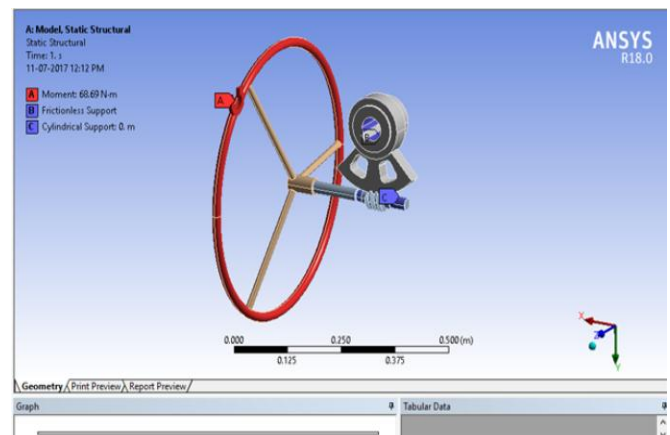 A: Model, Static Structural
Static Structural
Time: 1. s
11-07-2017 12:12 PM
A Moment: 68.69 N·m
B Frictionless Support
C Cylindrical Support: 0. m
ANSYS
R18.0
A
C
X
Z
Y
0.000 0.250 0.500 (m)
0.125 0.375
Geometry Print Preview Report Preview
Graph
Tabular Data